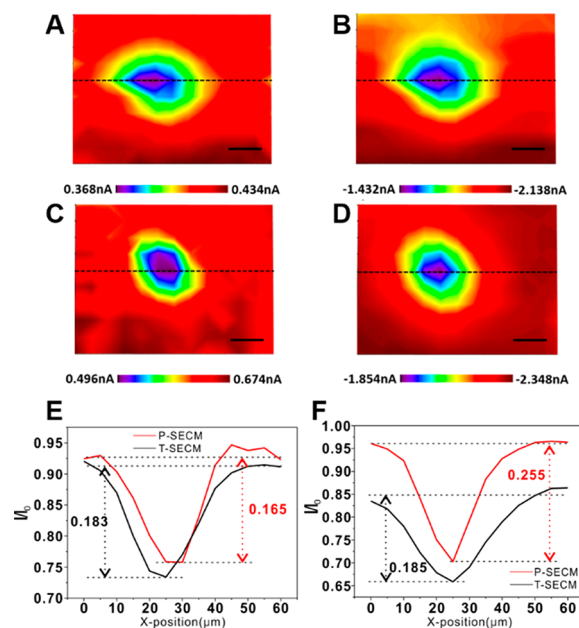 A B
0.368nA 0.434nA -1.432nA -2.138nA
C D
0.496nA 0.674nA -1.854nA -2.348nA
E F
0.95
0.90
0.85
0.80
0.75
0.70
I/I0
P-SECM
T-SECM
0.183
0.165
0 10 20 30 40 50 60
X-position(μm)
1.00
0.95
0.90
0.85
0.80
0.75
0.70
0.65
I/I0
0.255
0.185
P-SECM
T-SECM
0 10 20 30 40 50 60
X-position(μm)